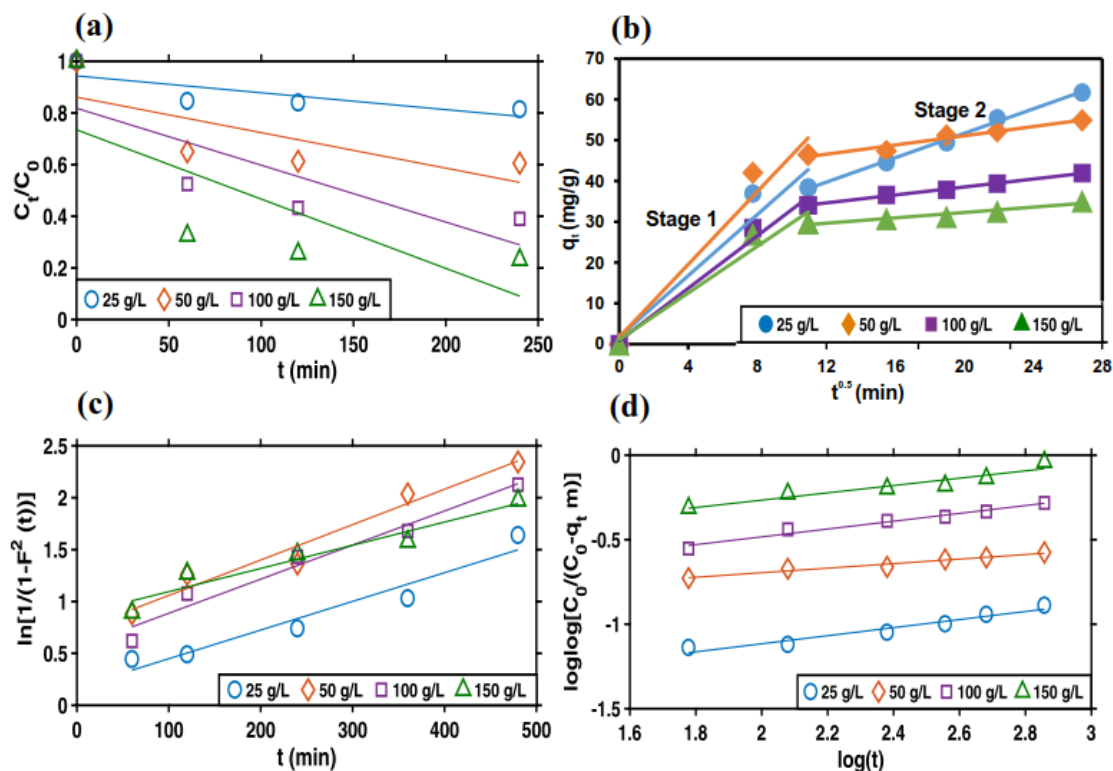 (a)
1
0.8
0.6
0.4
0.2
0
C_t/C_0
0 50 100 150 200 250
t (min)
25 g/L 50 g/L 100 g/L 150 g/L
(b)
70
60
50
40
30
20
10
0
q_t (mg/g)
Stage 1
Stage 2
0 4 8 12 16 20 24 28
t^0.5 (min)
25 g/L 50 g/L 100 g/L 150 g/L
(c)
2.5
2
1.5
1
0.5
0
ln[1/(1-F^2 (t))]
0 100 200 300 400 500
t (min)
25 g/L 50 g/L 100 g/L 150 g/L
(d)
0
-0.5
-1
-1.5
loglog[C_0/(C_0-q_t m)]
1.6 1.8 2 2.2 2.4 2.6 2.8 3
log(t)
25 g/L 50 g/L 100 g/L 150 g/L